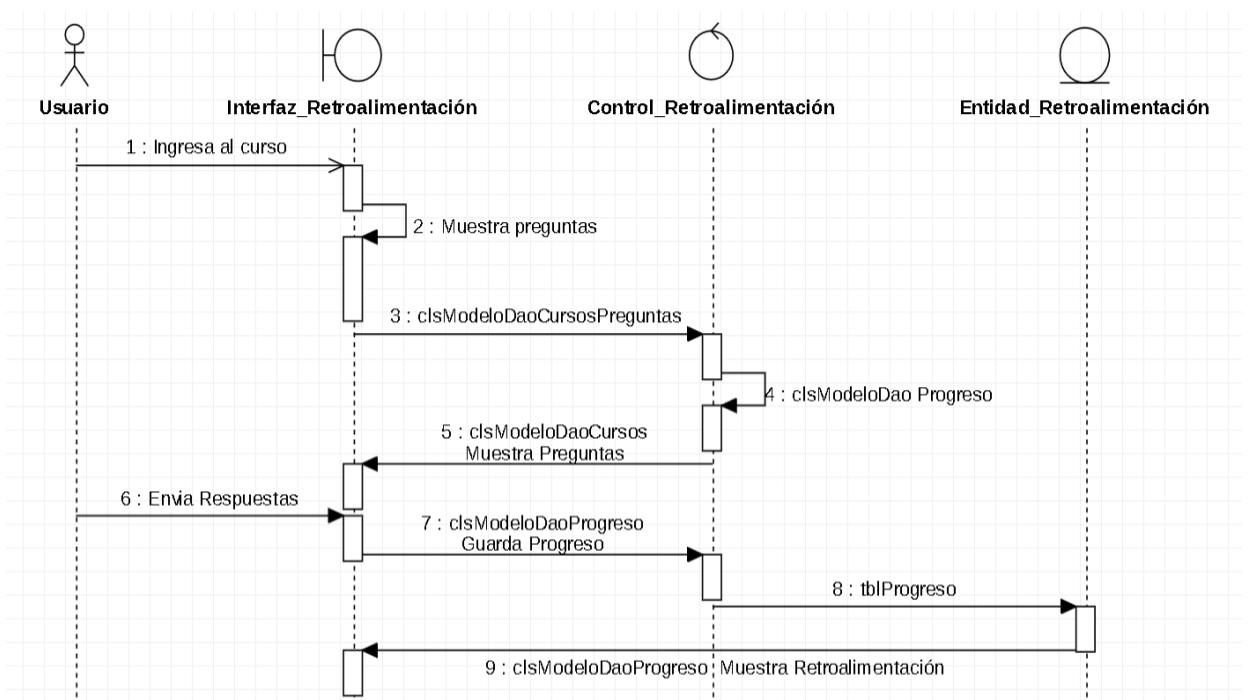 Usuario
Interfaz_Retroalimentación
Control_Retroalimentación
Entidad_Retroalimentación
1 : Ingresa al curso
2 : Muestra preguntas
3 : clsModeloDaoCursosPreguntas
4 : clsModeloDao Progreso
5 : clsModeloDaoCursos
Muestra Preguntas
6 : Envia Respuestas
7 : clsModeloDaoProgreso
Guarda Progreso
8 : tblProgreso
9 : clsModeloDaoProgreso Muestra Retroalimentación